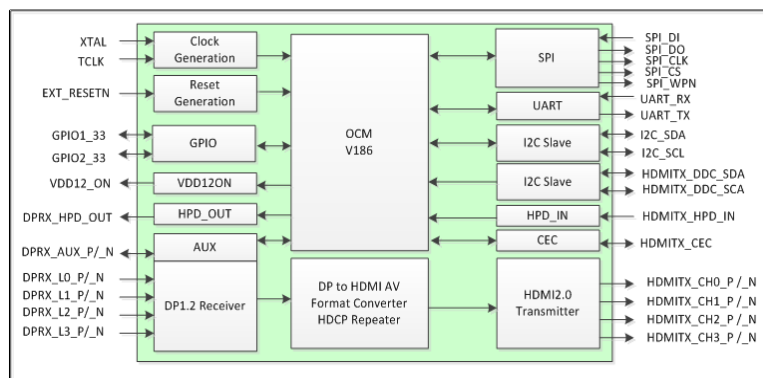 XTAL
TCLK
EXT_RESETN
GPIO1_33
GPIO2_33
VDD12_ON
DPRX_HPD_OUT
DPRX_AUX_P/_N
DPRX_L0_P/_N
DPRX_L1_P/_N
DPRX_L2_P/_N
DPRX_L3_P/_N
Clock
Generation
Reset
Generation
GPIO
VDD12ON
HPD_OUT
AUX
DP1.2 Receiver
OCM
V186
DP to HDMI AV
Format Converter
HDCP Repeater
SPI
UART
I2C Slave
I2C Slave
HPD_IN
CEC
HDMI2.0
Transmitter
SPI_DI
SPI_DO
SPI_CLK
SPI_CS
SPI_WPN
UART_RX
UART_TX
I2C_SDA
I2C_SCL
HDMITX_DDC_SDA
HDMITX_DDC_SCA
HDMITX_HPD_IN
HDMITX_CEC
HDMITX_CH0_P /_N
HDMITX_CH1_P /_N
HDMITX_CH2_P /_N
HDMITX_CH3_P /_N